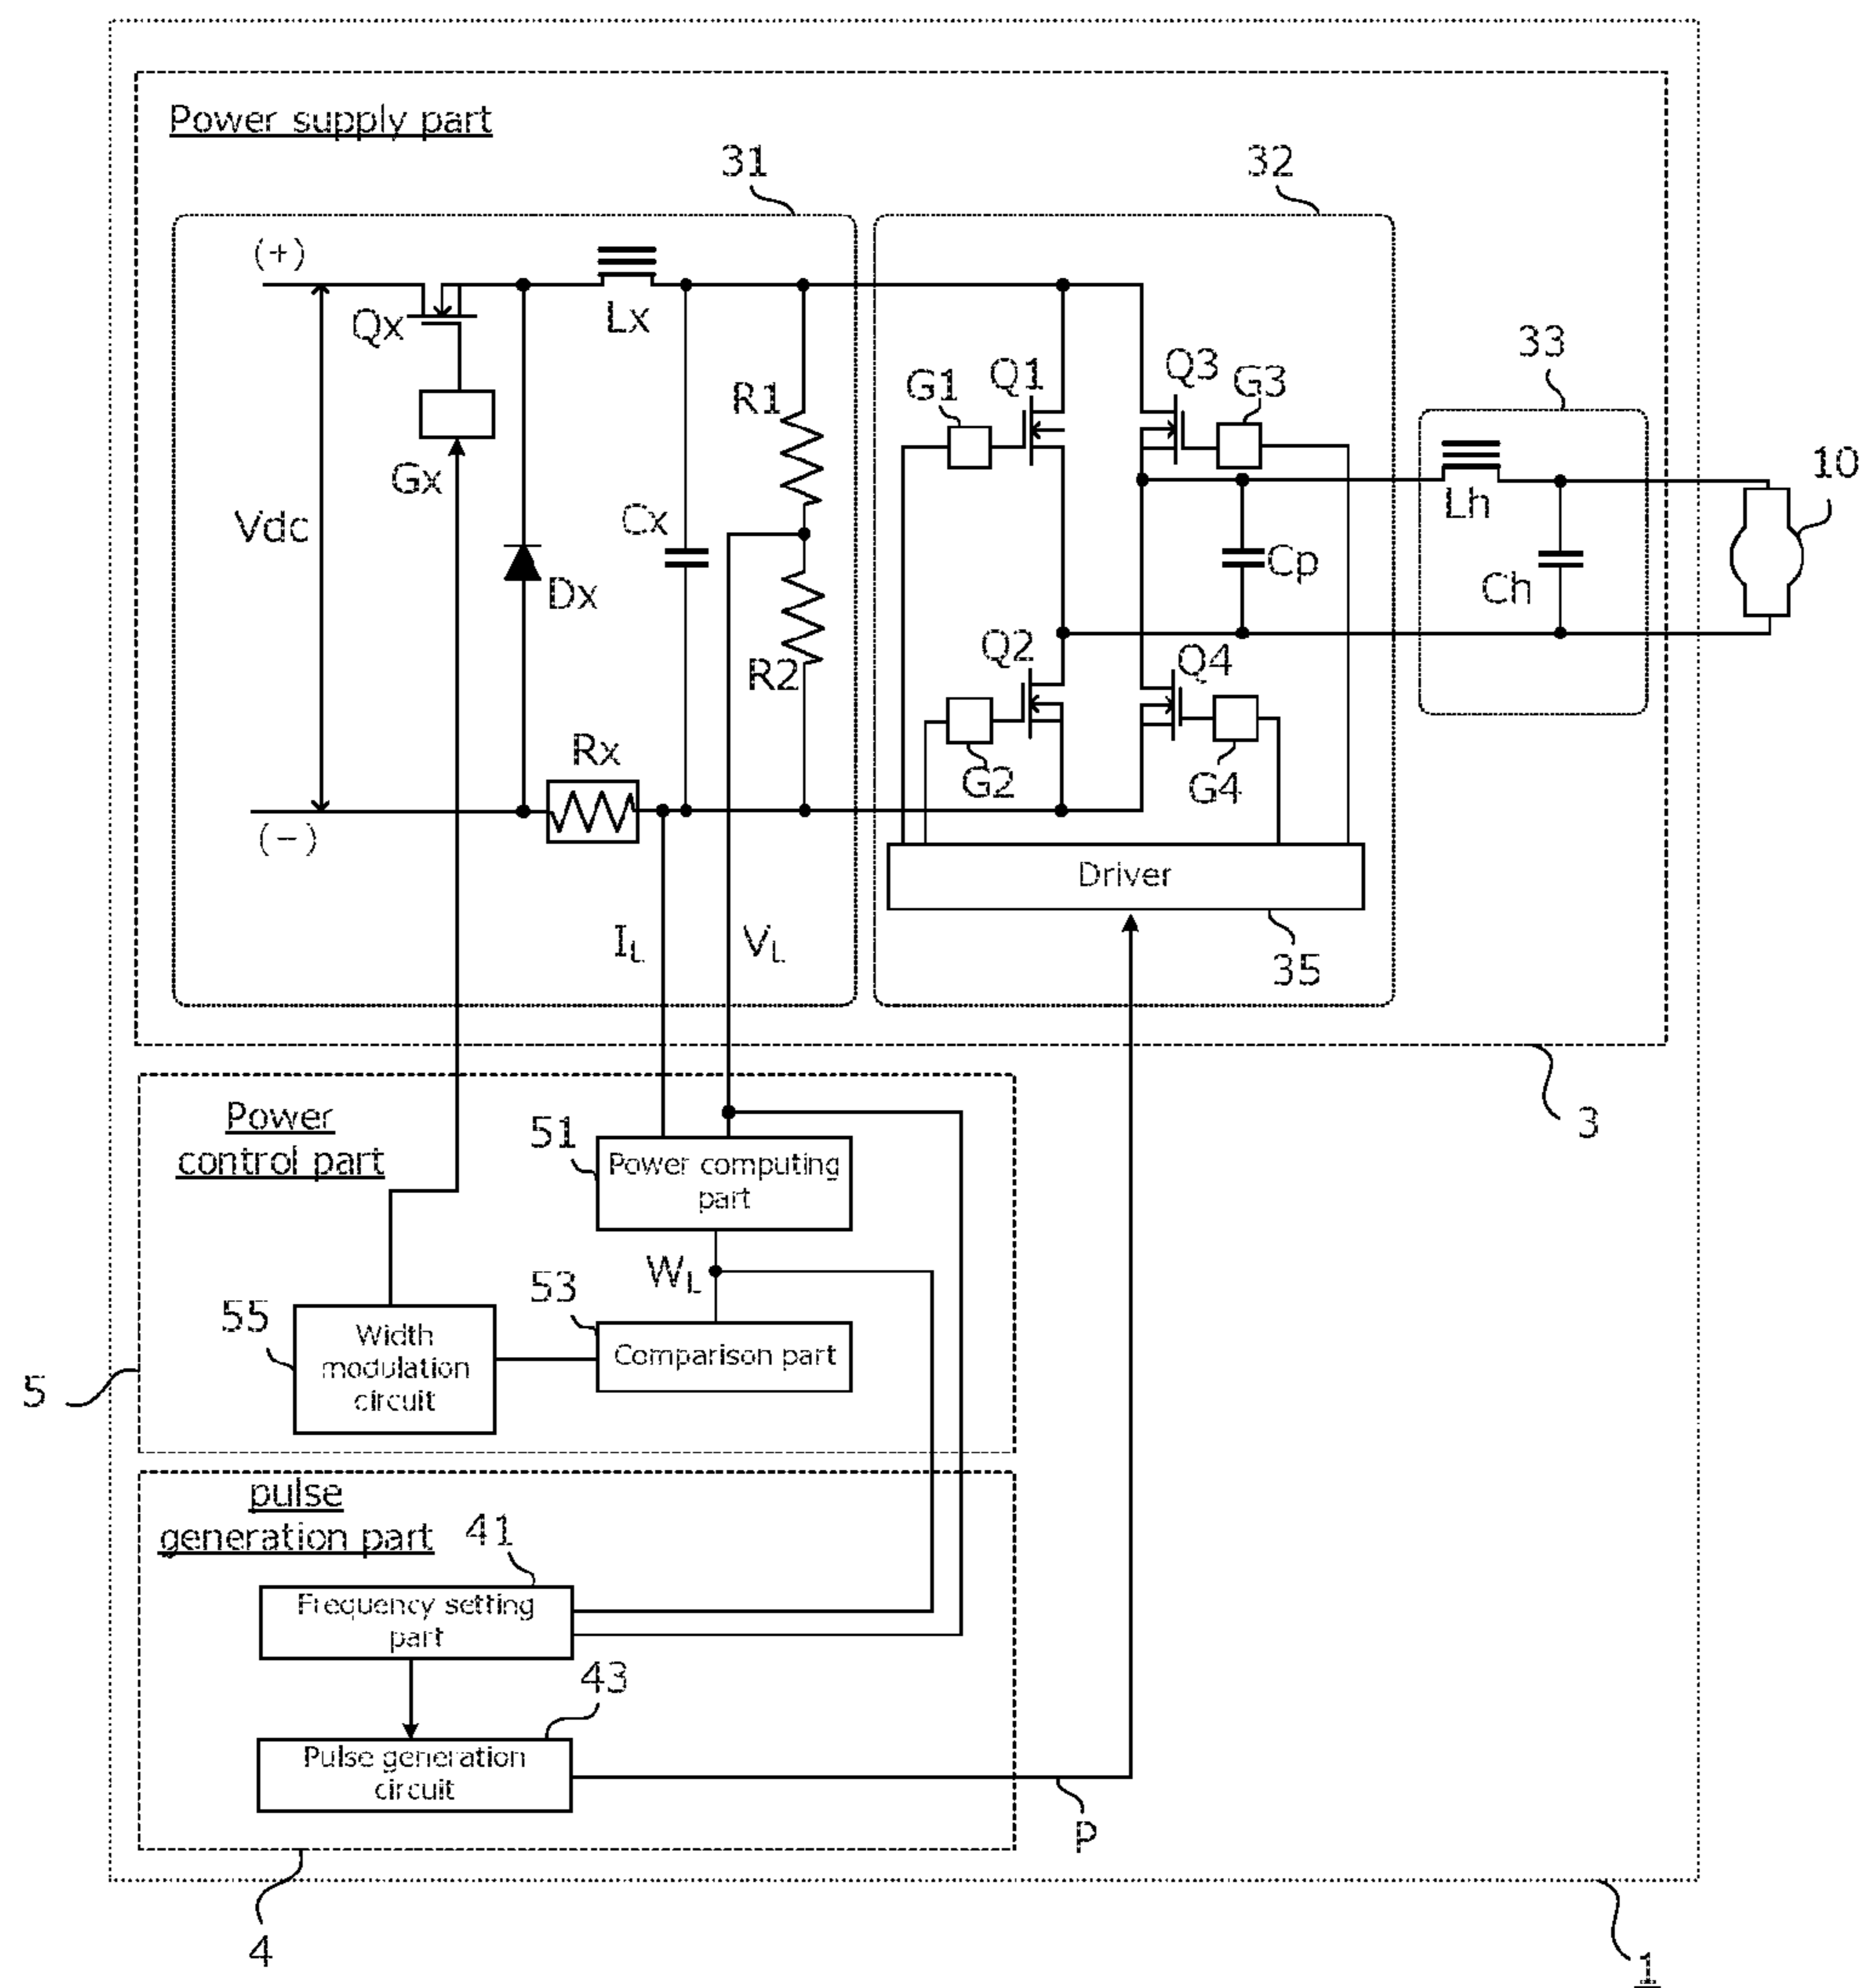 Power supply part
31
32
(+)
Qx
Lx
33
R1
G1
Q1
Q3
G3
10
Gx
Vdc
Cx
Lh
Dx
Cp
Ch
R2
Q2
Q4
Rx
G2
G4
(−)
Driver
I_L
V_L
35
3
Power
control part
51
Power computing
part
W_L
53
55
Width
modulation
circuit
Comparison part
5
pulse
generation part
41
Frequency setting
part
43
Pulse generation
circuit
P
4
1